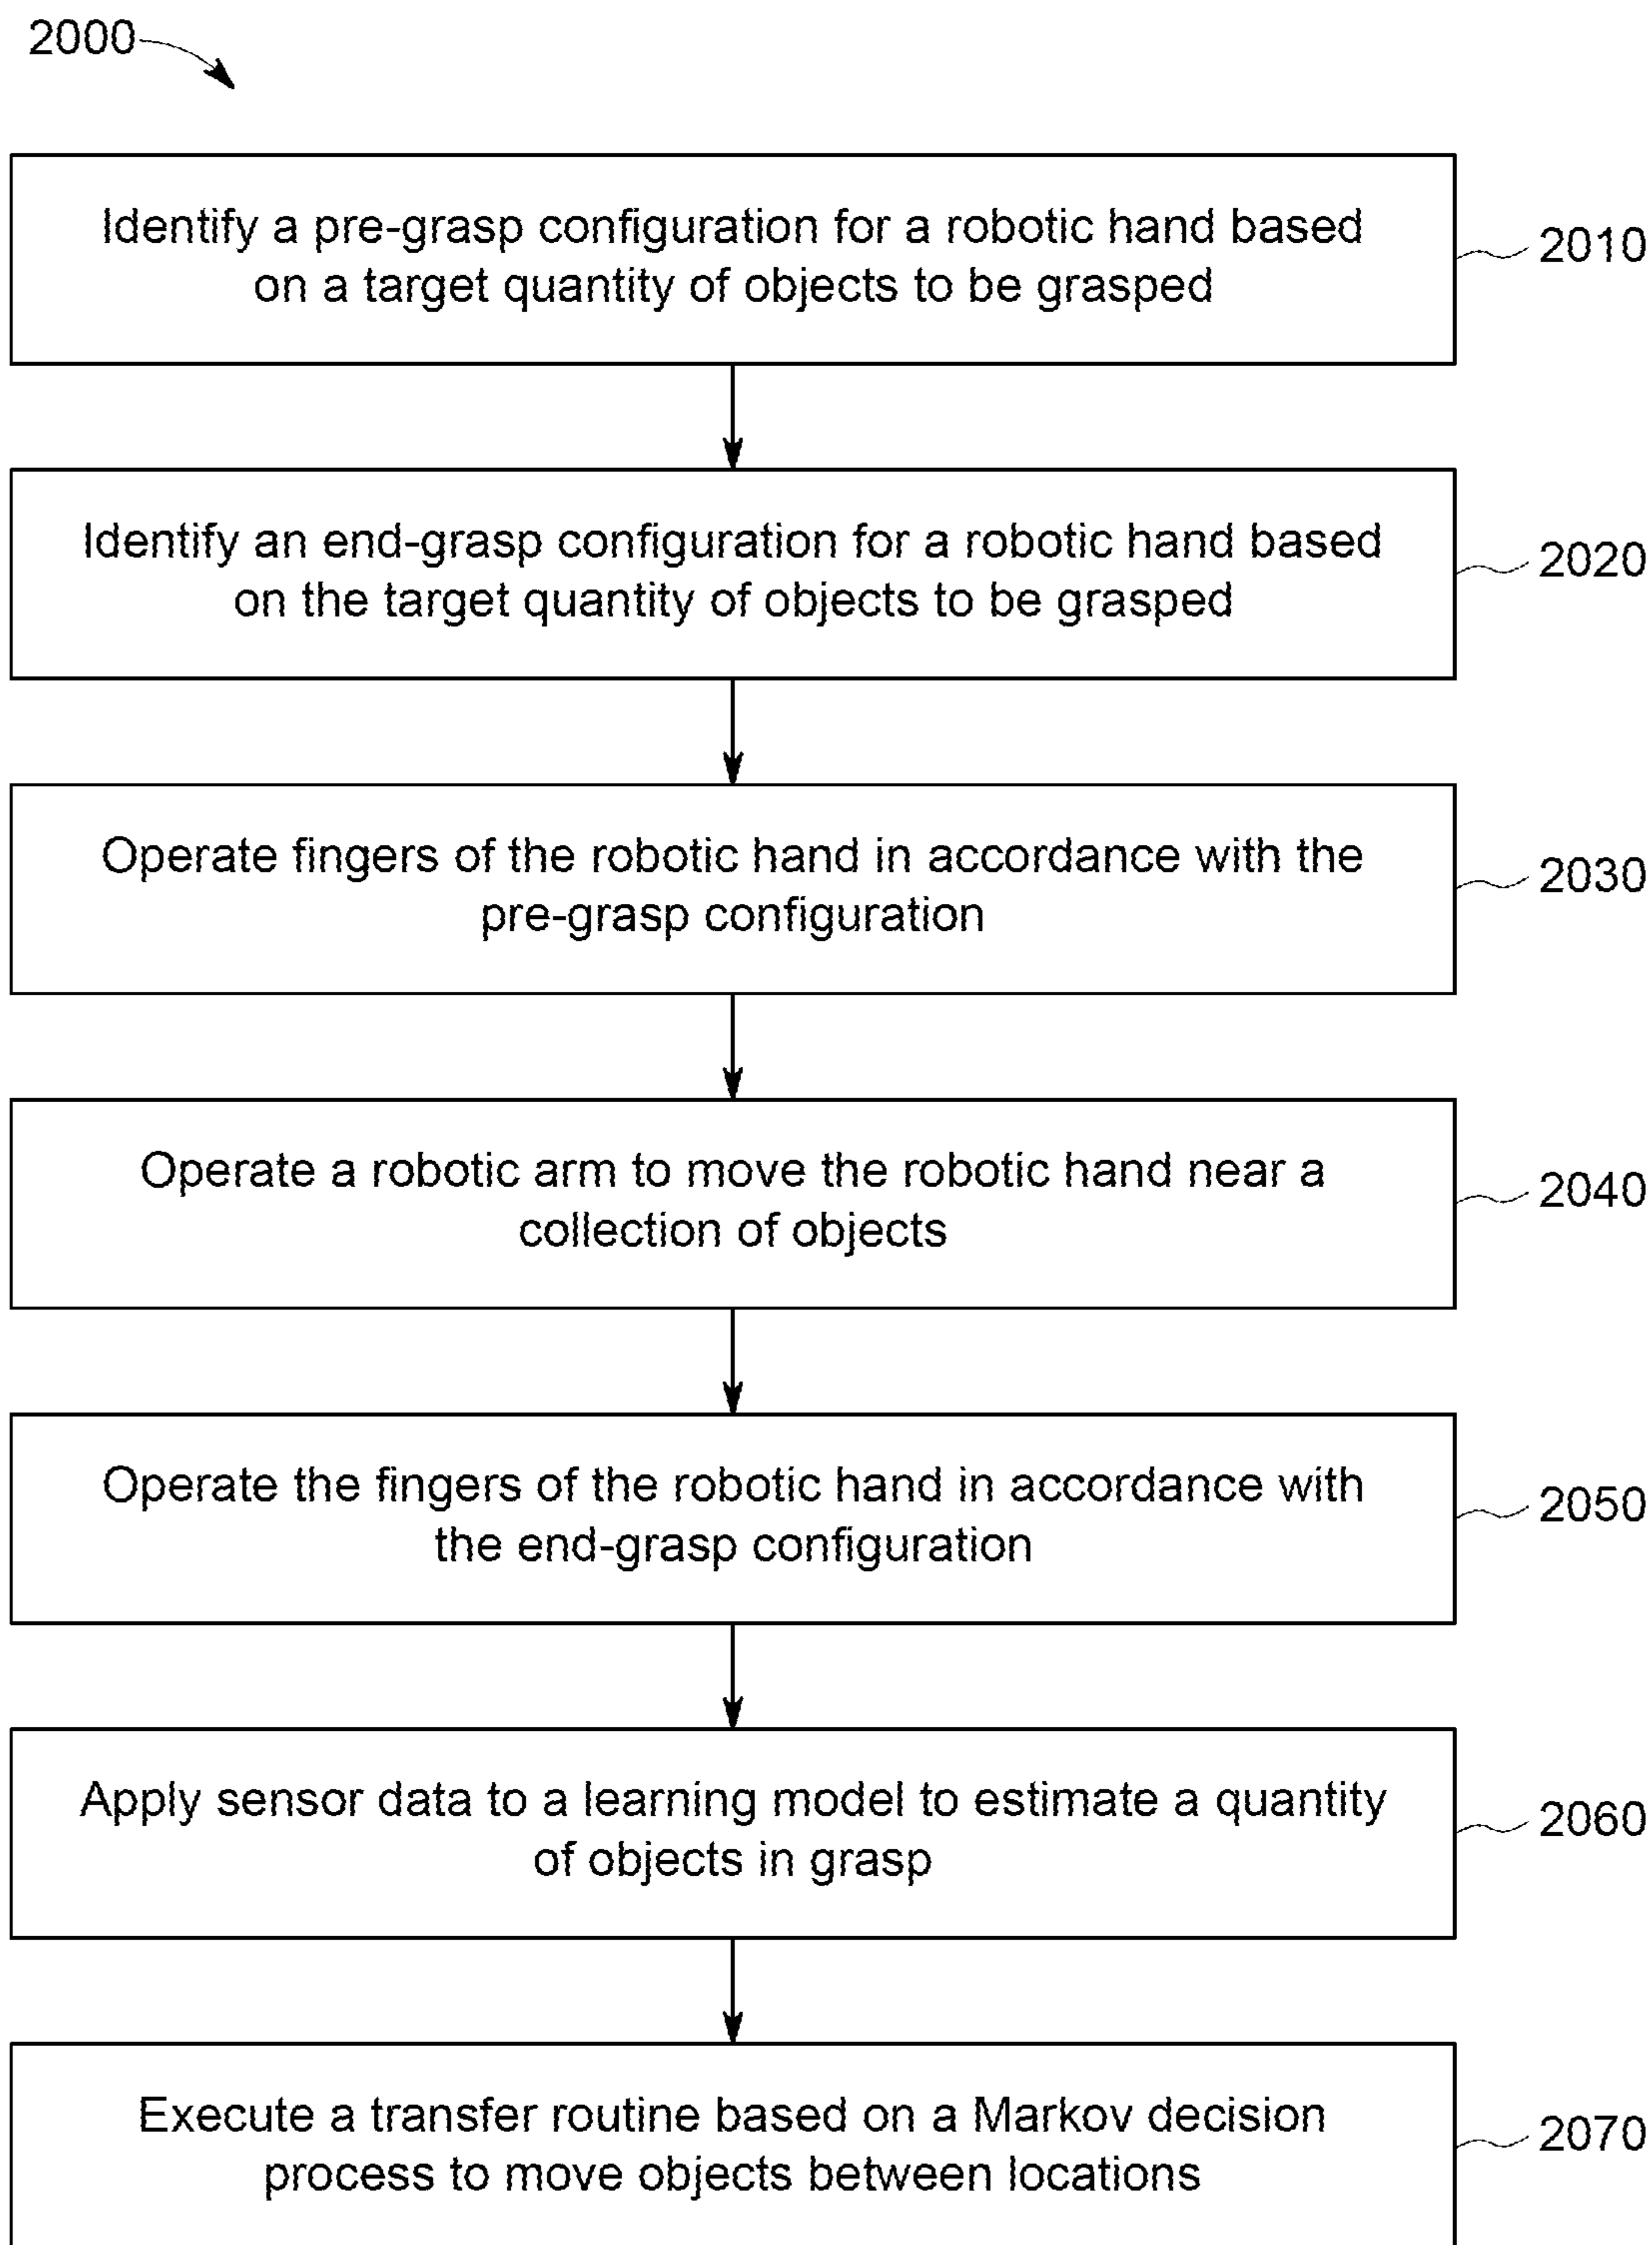 2000
Identify a pre-grasp configuration for a robotic hand based
on a target quantity of objects to be grasped
2010
Identify an end-grasp configuration for a robotic hand based
on the target quantity of objects to be grasped
2020
Operate fingers of the robotic hand in accordance with the
pre-grasp configuration
2030
Operate a robotic arm to move the robotic hand near a
collection of objects
2040
Operate the fingers of the robotic hand in accordance with
the end-grasp configuration
2050
Apply sensor data to a learning model to estimate a quantity
of objects in grasp
2060
Execute a transfer routine based on a Markov decision
process to move objects between locations
2070